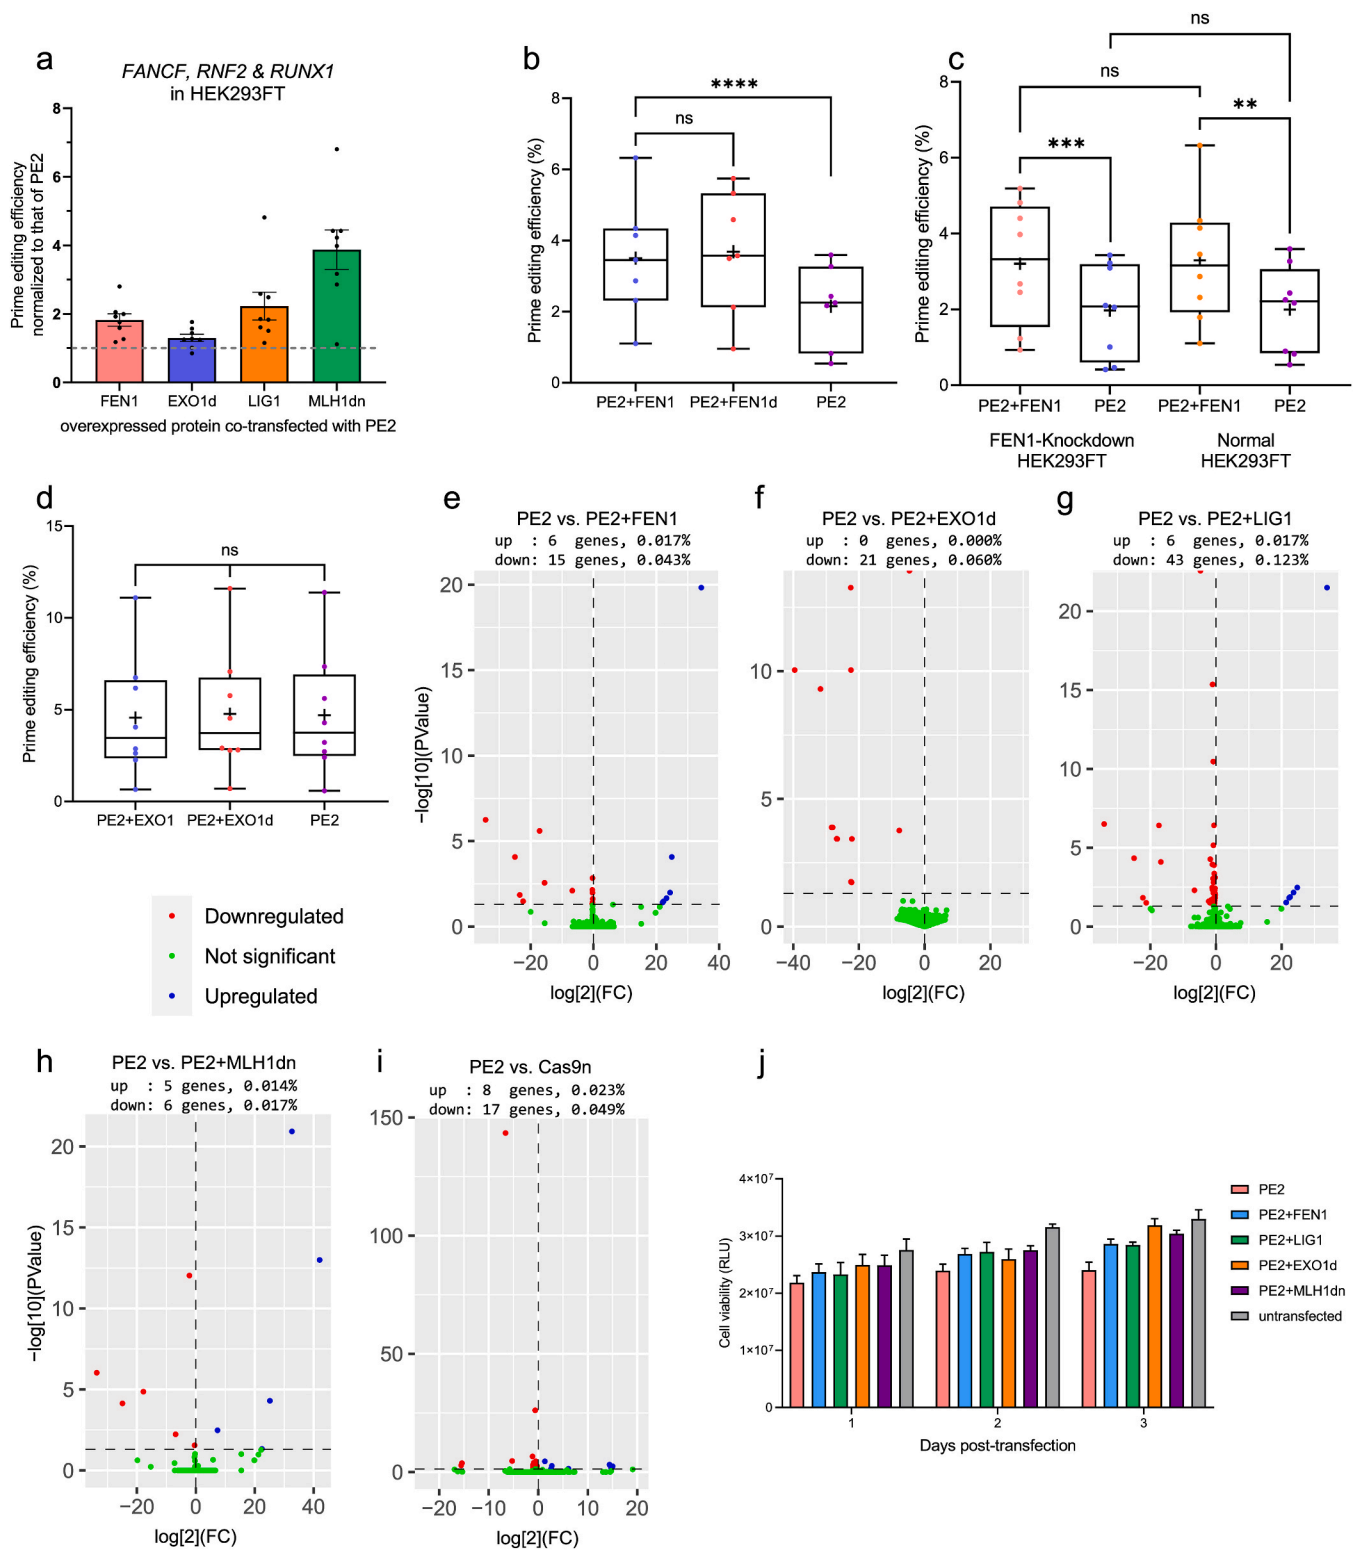 a
FANCF, RNF2 & RUNX1
in HEK293FT
Prime editing efficiency
normalized to that of PE2
8
6
4
2
0
FEN1 EXO1d LIG1 MLH1dn
overexpressed protein co-transfected with PE2
b
Prime editing efficiency (%)
8
6
4
2
0
****
ns
PE2+FEN1 PE2+FEN1d PE2
c
Prime editing efficiency (%)
8
6
4
2
0
ns
ns
**
***
PE2+FEN1 PE2 PE2+FEN1 PE2
FEN1-Knockdown Normal
HEK293FT HEK293FT
d
Prime editing efficiency (%)
15
10
5
0
ns
PE2+EXO1 PE2+EXO1d PE2
Downregulated
Not significant
Upregulated
e
PE2 vs. PE2+FEN1
up : 6 genes, 0.017%
down: 15 genes, 0.043%
−log[10](PValue)
20
15
10
5
0
−20 0 20 40
log[2](FC)
f
PE2 vs. PE2+EXO1d
up : 0 genes, 0.000%
down: 21 genes, 0.060%
10
5
0
−40 −20 0 20
log[2](FC)
g
PE2 vs. PE2+LIG1
up : 6 genes, 0.017%
down: 43 genes, 0.123%
20
15
10
5
0
−20 0 20
log[2](FC)
h
PE2 vs. PE2+MLH1dn
up : 5 genes, 0.014%
down: 6 genes, 0.017%
−log[10](PValue)
20
15
10
5
0
−20 0 20 40
log[2](FC)
i
PE2 vs. Cas9n
up : 8 genes, 0.023%
down: 17 genes, 0.049%
150
100
50
0
−20 −10 0 10 20
log[2](FC)
j
Cell viability (RLU)
4×10⁷
3×10⁷
2×10⁷
1×10⁷
0
1 2 3
Days post-transfection
PE2
PE2+FEN1
PE2+LIG1
PE2+EXO1d
PE2+MLH1dn
untransfected